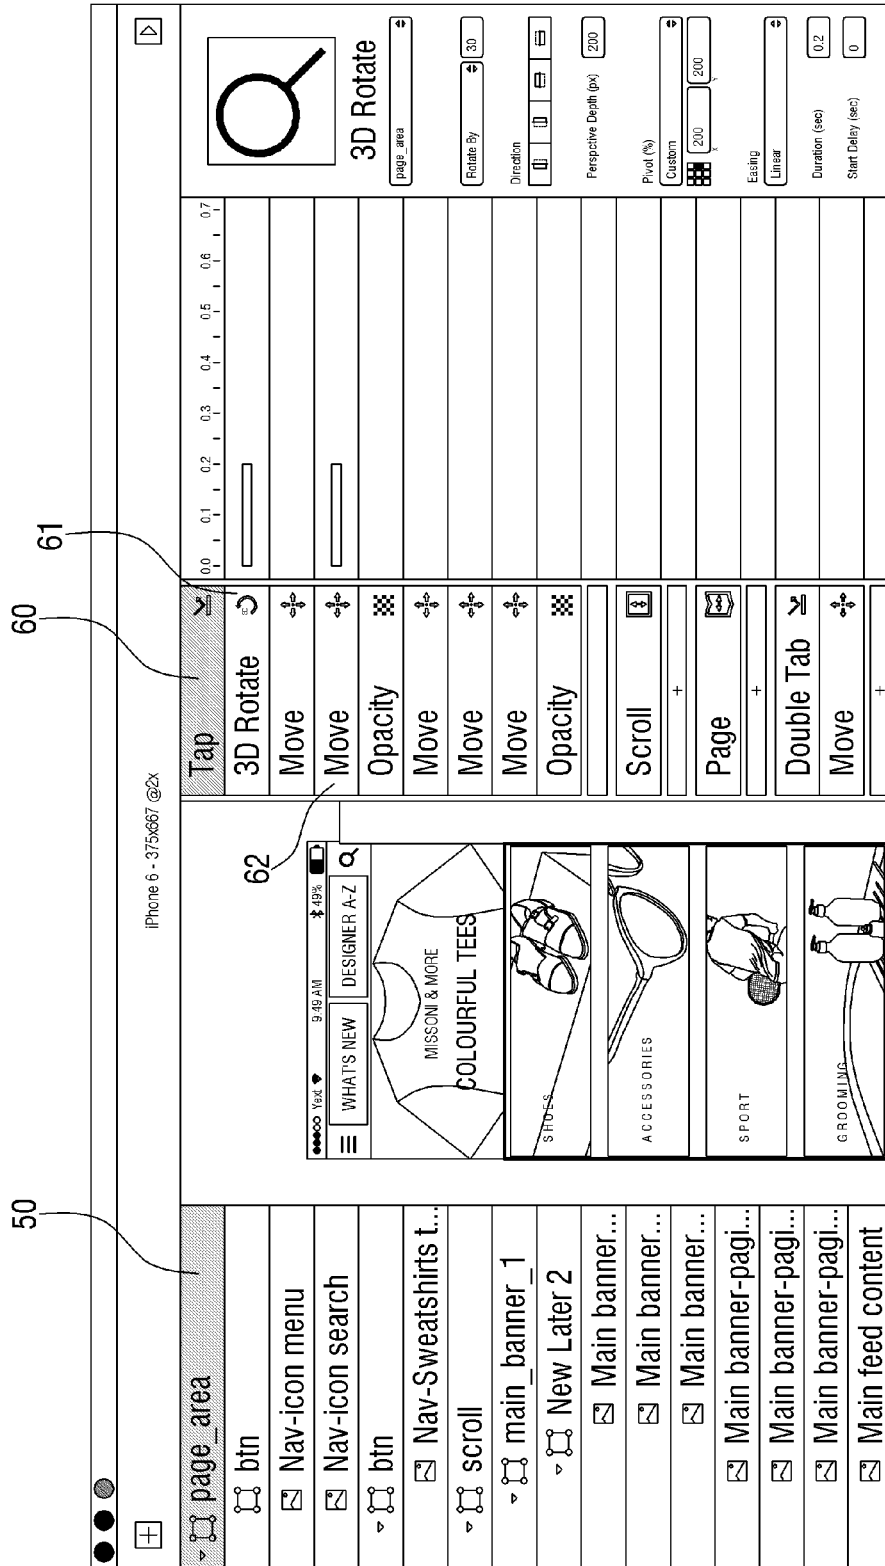 50
60
61
62
iPhone 6 - 375x667 @2x
page_area
btn
Nav-icon menu
Nav-icon search
btn
Nav-Sweatshirts t...
scroll
main_banner_1
New Later 2
Main banner...
Main banner...
Main banner...
Main banner-pagi...
Main banner-pagi...
Main banner-pagi...
Main feed content
Yext 9:49 AM 49%
WHAT'S NEW DESIGNER A-Z
MISSONI & MORE
COLOURFUL TEES
SHOES
ACCESSORIES
SPORT
GROOMING
Tap
3D Rotate
Move
Move
Opacity
Move
Move
Move
Opacity
Scroll
+
Page
+
Double Tab
Move
+
0.0 0.1 0.2 0.3 0.4 0.5 0.6 0.7
3D Rotate
page_area
Rotate By 30
Direction
Perspctive Depth (px) 200
Pivot (%)
Custom
200 200
x y
Easing
Linear
Duration (sec) 0.2
Start Delay (sec) 0